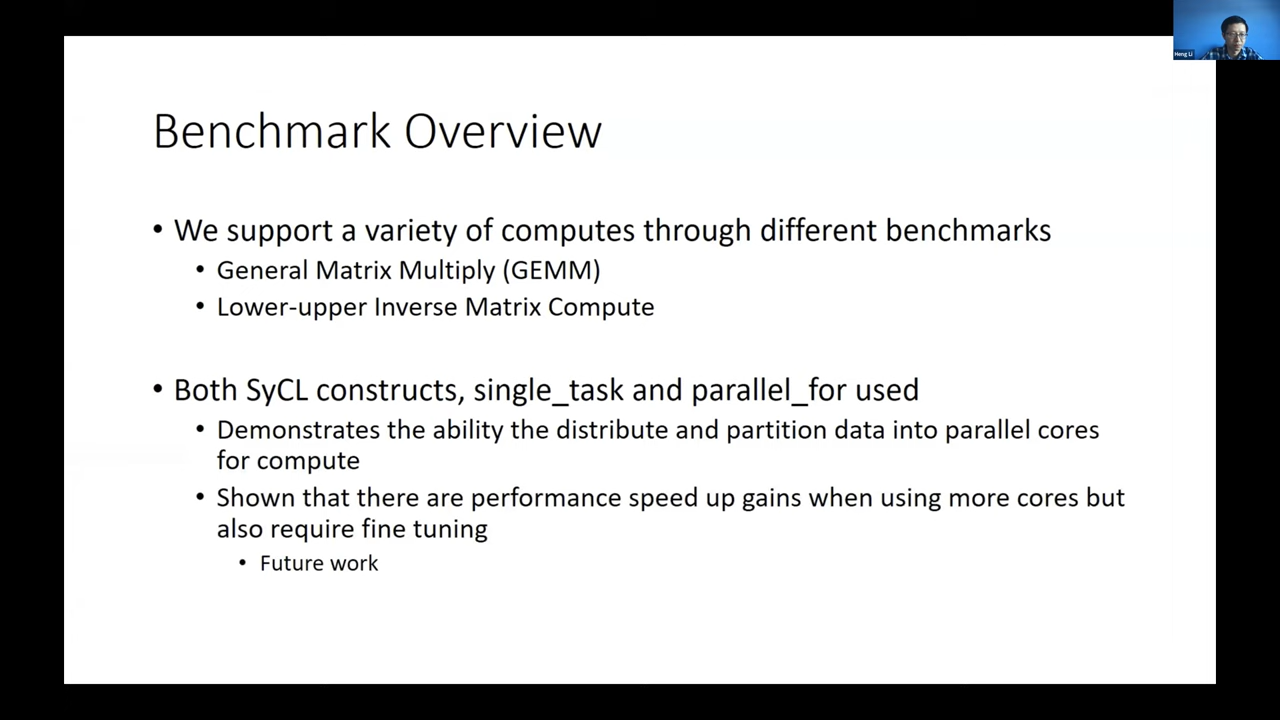 Heng Li
Benchmark Overview
• We support a variety of computes through different benchmarks
• General Matrix Multiply (GEMM)
• Lower-upper Inverse Matrix Compute
• Both SyCL constructs, single_task and parallel_for used
• Demonstrates the ability the distribute and partition data into parallel cores
for compute
• Shown that there are performance speed up gains when using more cores but
also require fine tuning
• Future work